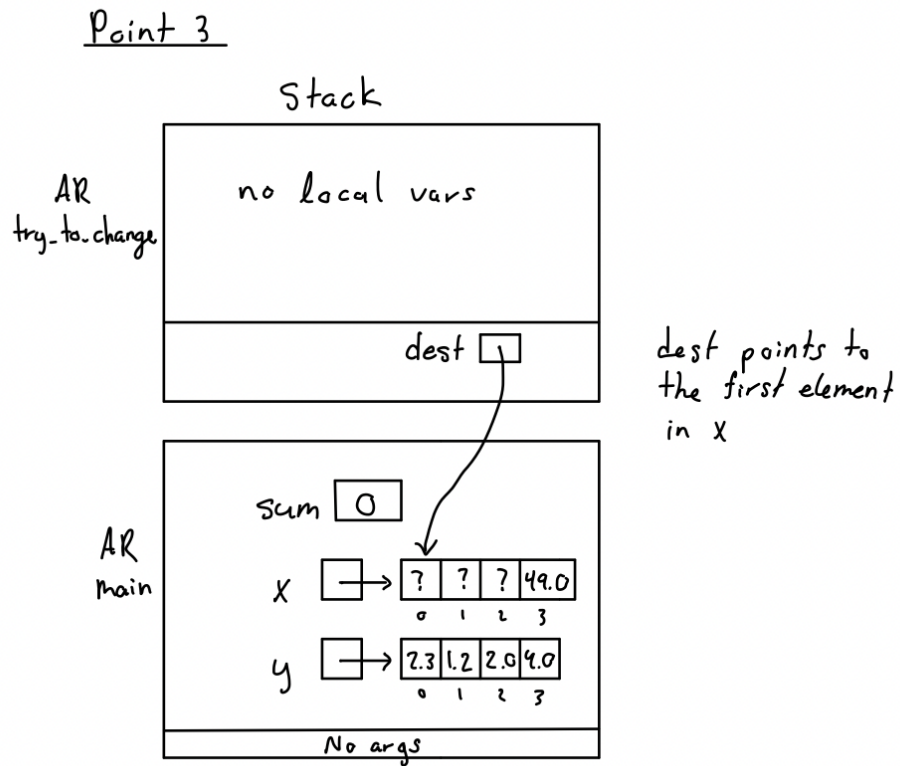 Point 3
Stack
AR
try_to_change
no local vars
dest
dest points to
the first element
in X
AR
main
sum 0
X ? ? ? 49.0
0 1 2 3
y 2.3 1.2 2.0 4.0
0 1 2 3
No args